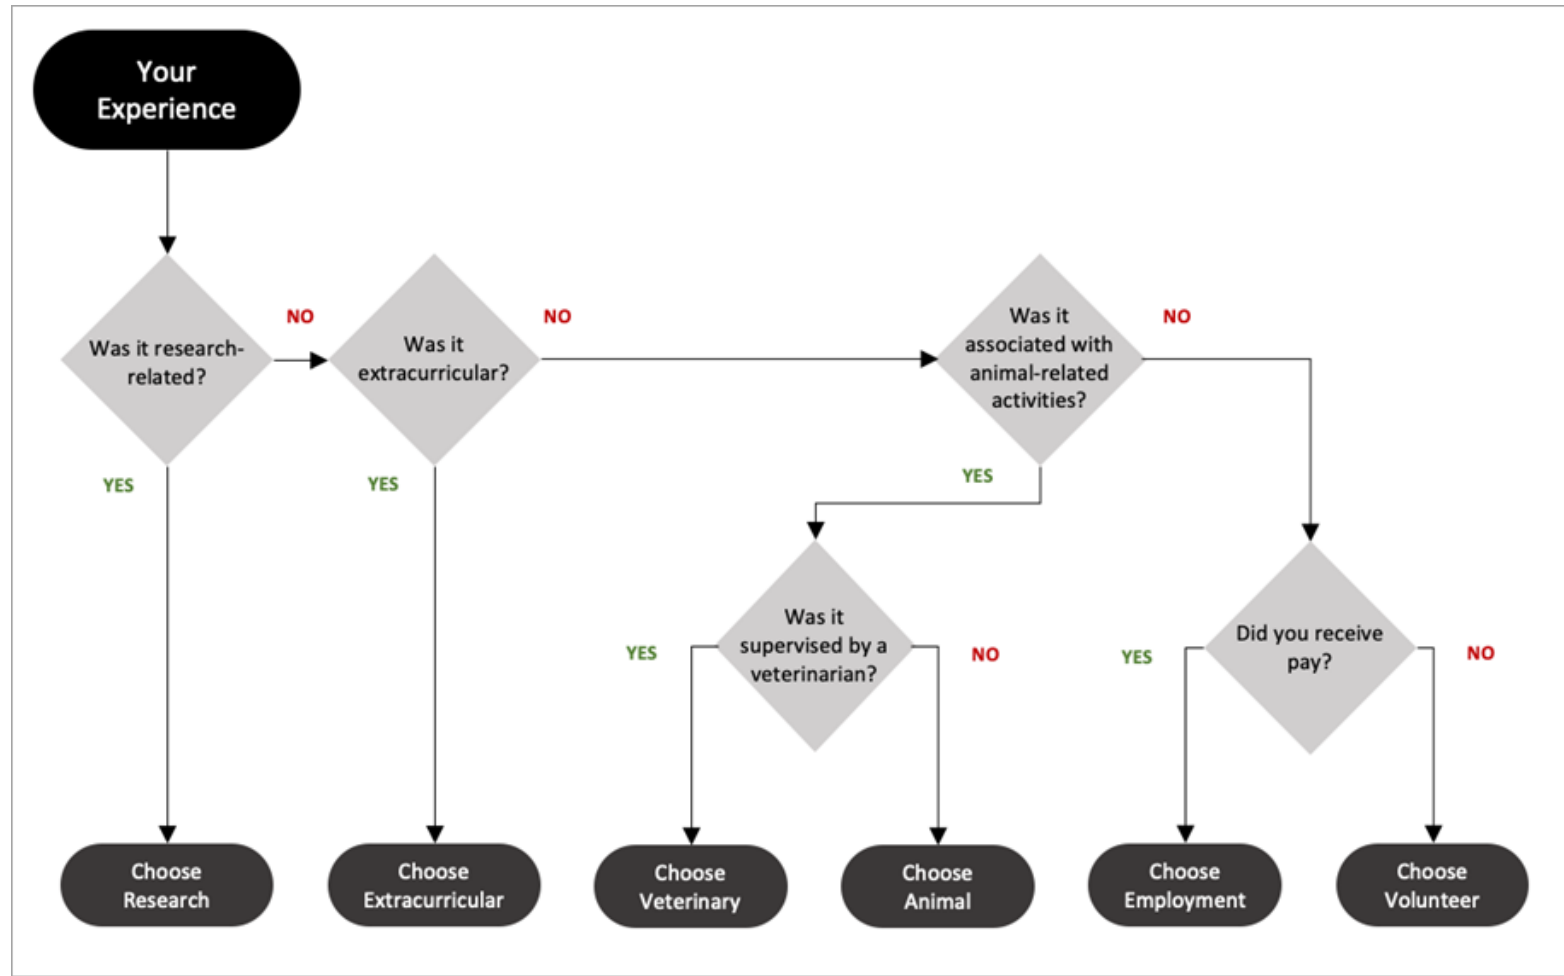 Your
Experience
Was it research-
related?
NO
YES
Was it
extracurricular?
NO
YES
Was it
associated with
animal-related
activities?
NO
YES
Was it
supervised by a
veterinarian?
YES
NO
Did you receive
pay?
YES
NO
Choose
Research
Choose
Extracurricular
Choose
Veterinary
Choose
Animal
Choose
Employment
Choose
Volunteer